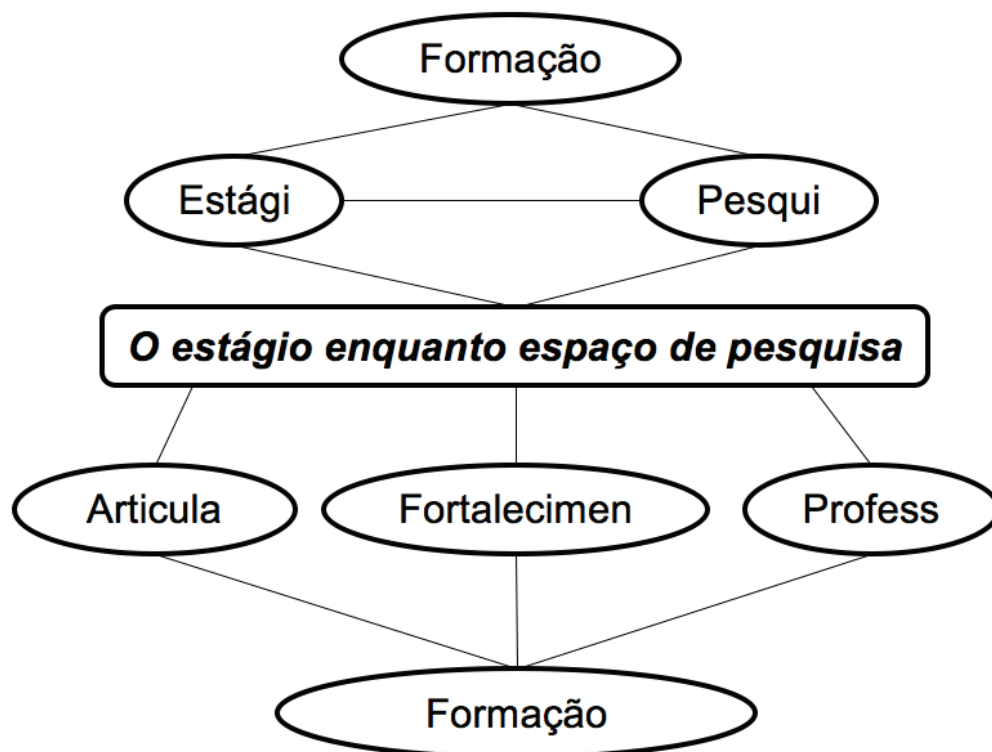 Formação
Estági
Pesqui
O estágio enquanto espaço de pesquisa
Articula
Fortalecimen
Profess
Formação